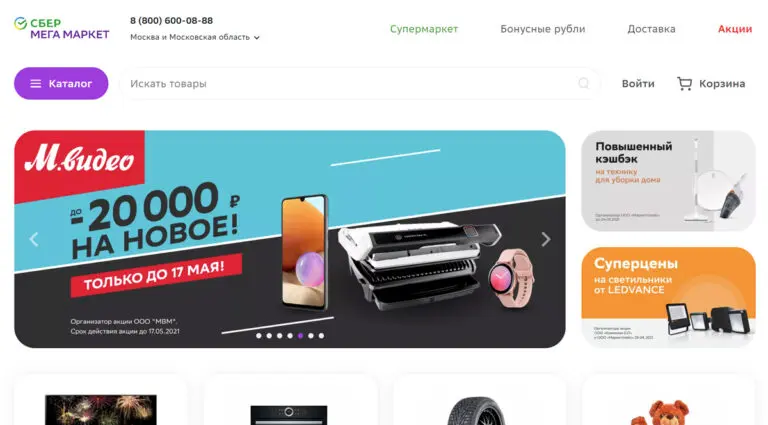 СБЕР
МЕГА МАРКЕТ
8 (800) 600-08-88
Москва и Московская область
Супермаркет
Бонусные рубли
Доставка
Акции
Каталог
Искать товары
Войти
Корзина
М.видео
до
-20 000 ₽
НА НОВОЕ!
ТОЛЬКО ДО 17 МАЯ!
Организатор акции ООО "МВМ".
Срок действия акции до 17.05.2021
Повышенный
кэшбэк
на технику
для уборки дома
Суперцены
на светильники
от LEDVANCE
Организатор акции